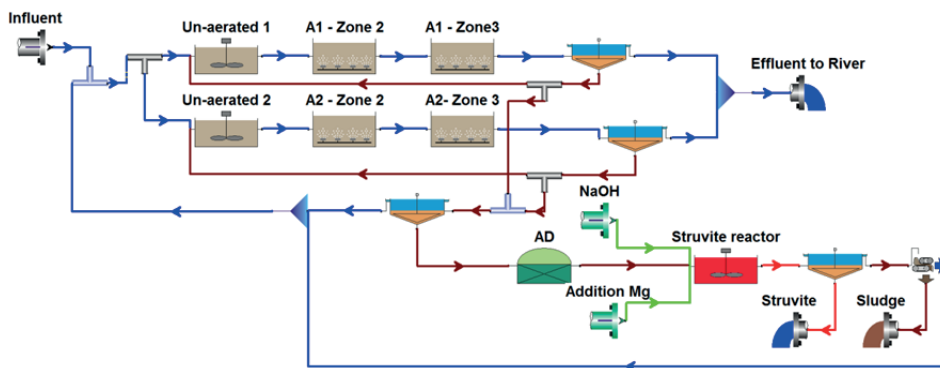 Influent
Un-aerated 1
A1 - Zone 2
A1 - Zone3
Effluent to River
Un-aerated 2
A2 - Zone 2
A2- Zone 3
NaOH
AD
Struvite reactor
Addition Mg
Struvite
Sludge